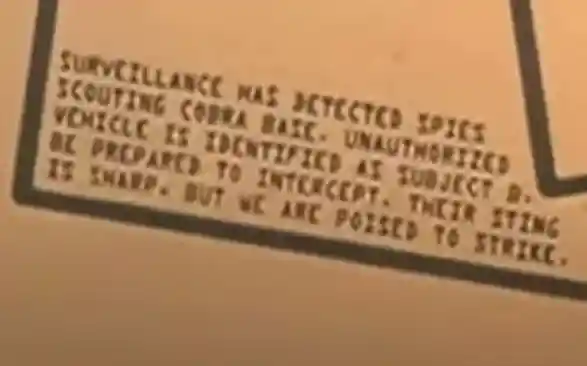 SURVEILLANCE HAS DETECTED SPIES
SCOUTING COBRA BASE. UNAUTHORIZED
VEHICLE IS IDENTIFIED AS SUBJECT B.
BE PREPARED TO INTERCEPT. THEIR STING
IS SHARP. BUT WE ARE POISED TO STRIKE.